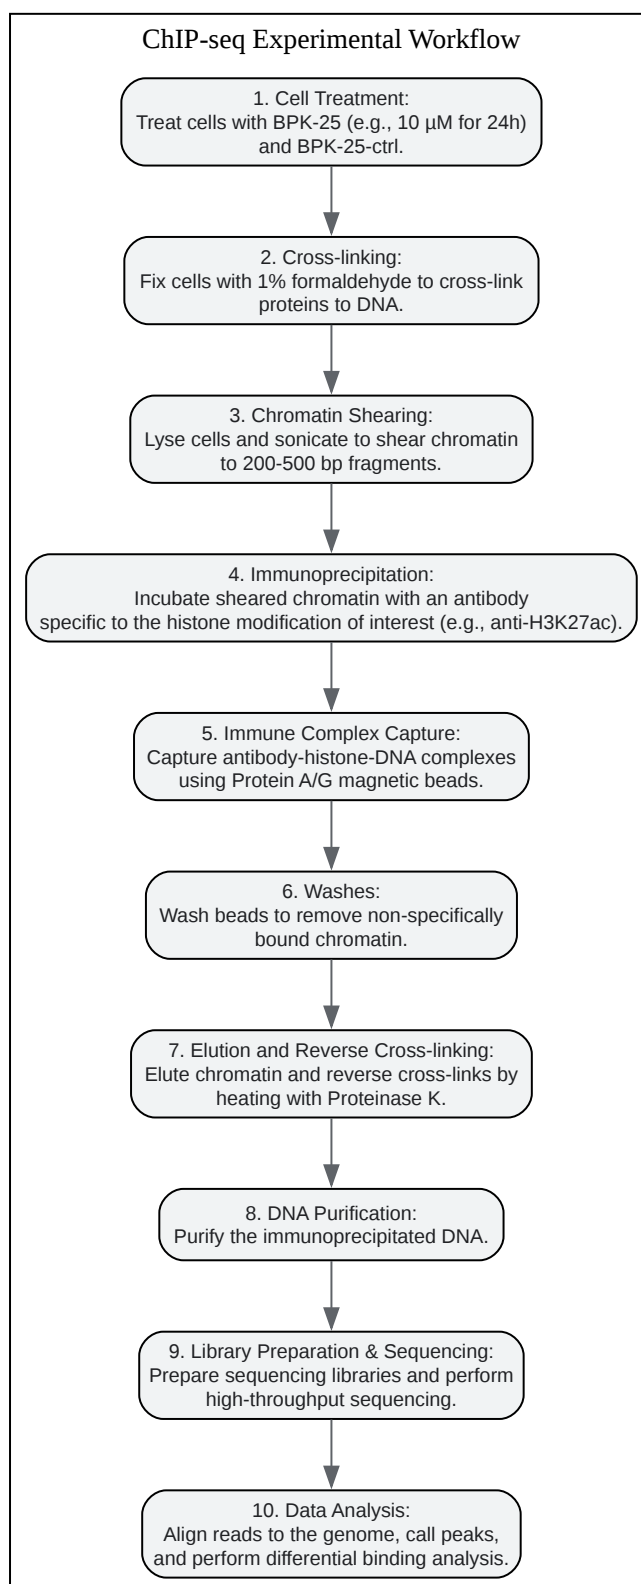 ChIP-seq Experimental Workflow
1. Cell Treatment:
Treat cells with BPK-25 (e.g., 10 µM for 24h)
and BPK-25-ctrl.
2. Cross-linking:
Fix cells with 1% formaldehyde to cross-link
proteins to DNA.
3. Chromatin Shearing:
Lyse cells and sonicate to shear chromatin
to 200-500 bp fragments.
4. Immunoprecipitation:
Incubate sheared chromatin with an antibody
specific to the histone modification of interest (e.g., anti-H3K27ac).
5. Immune Complex Capture:
Capture antibody-histone-DNA complexes
using Protein A/G magnetic beads.
6. Washes:
Wash beads to remove non-specifically
bound chromatin.
7. Elution and Reverse Cross-linking:
Elute chromatin and reverse cross-links by
heating with Proteinase K.
8. DNA Purification:
Purify the immunoprecipitated DNA.
9. Library Preparation & Sequencing:
Prepare sequencing libraries and perform
high-throughput sequencing.
10. Data Analysis:
Align reads to the genome, call peaks,
and perform differential binding analysis.